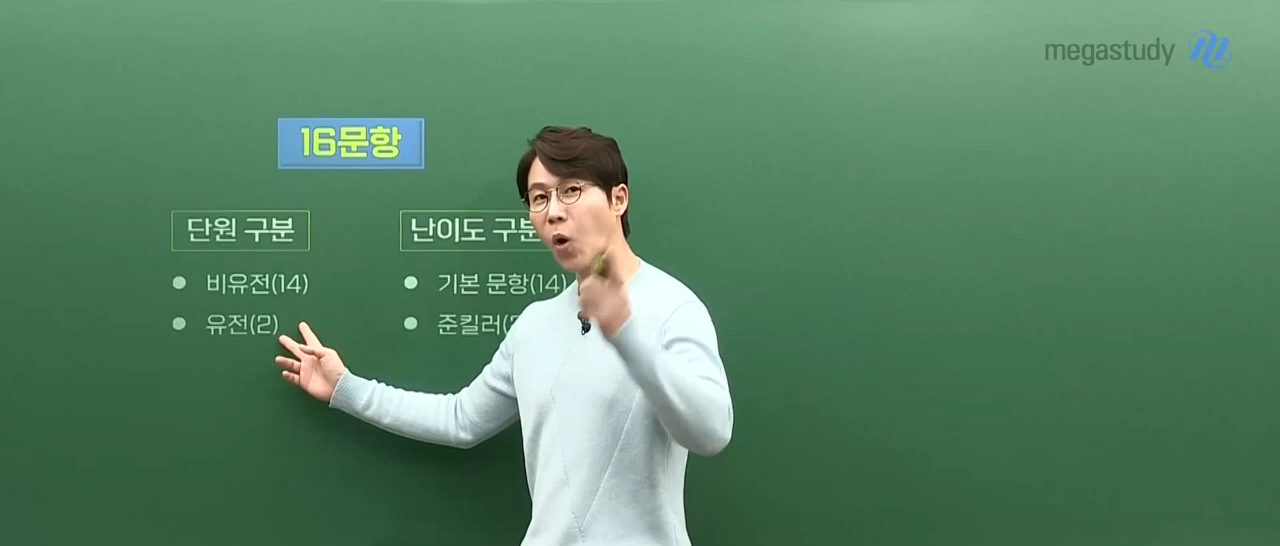 megastudy
16문항
단원 구분
난이도 구분
비유전(14)
기본 문항(14)
유전(2)
준킬러(